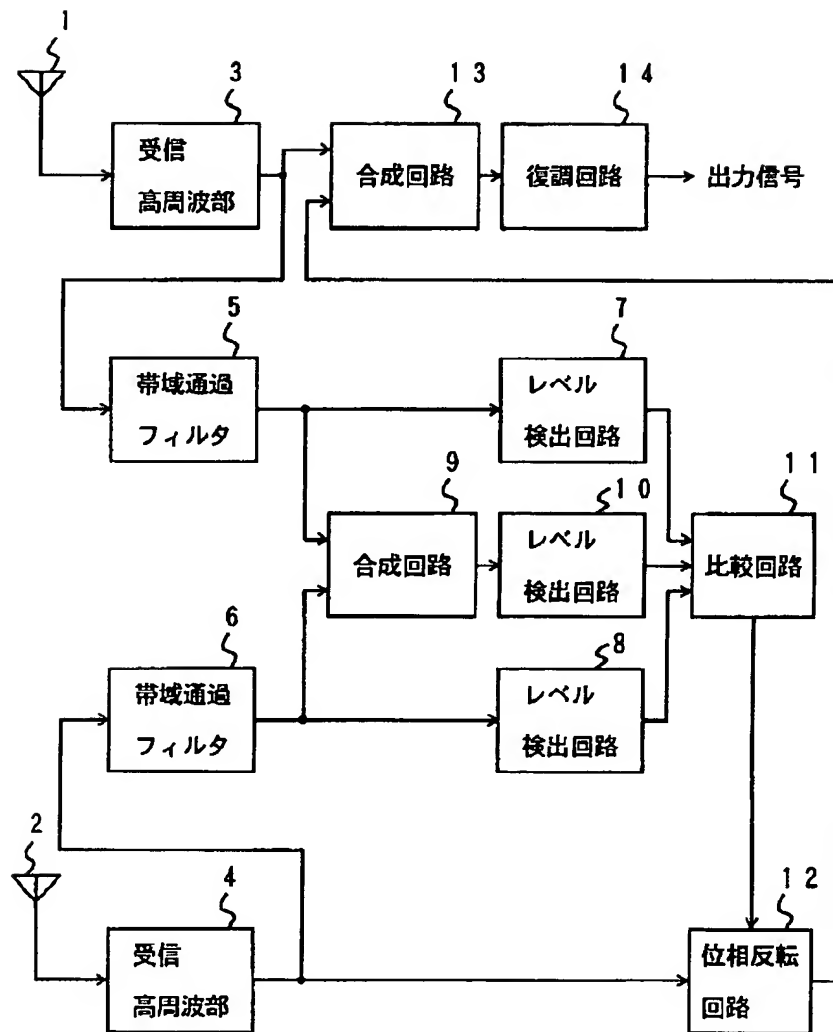 1
3
受信
高周波部
13
合成回路
14
復調回路
出力信号
5
帯域通過
フィルタ
7
レベル
検出回路
9
合成回路
10
レベル
検出回路
11
比較回路
6
帯域通過
フィルタ
8
レベル
検出回路
2
4
受信
高周波部
12
位相反転
回路